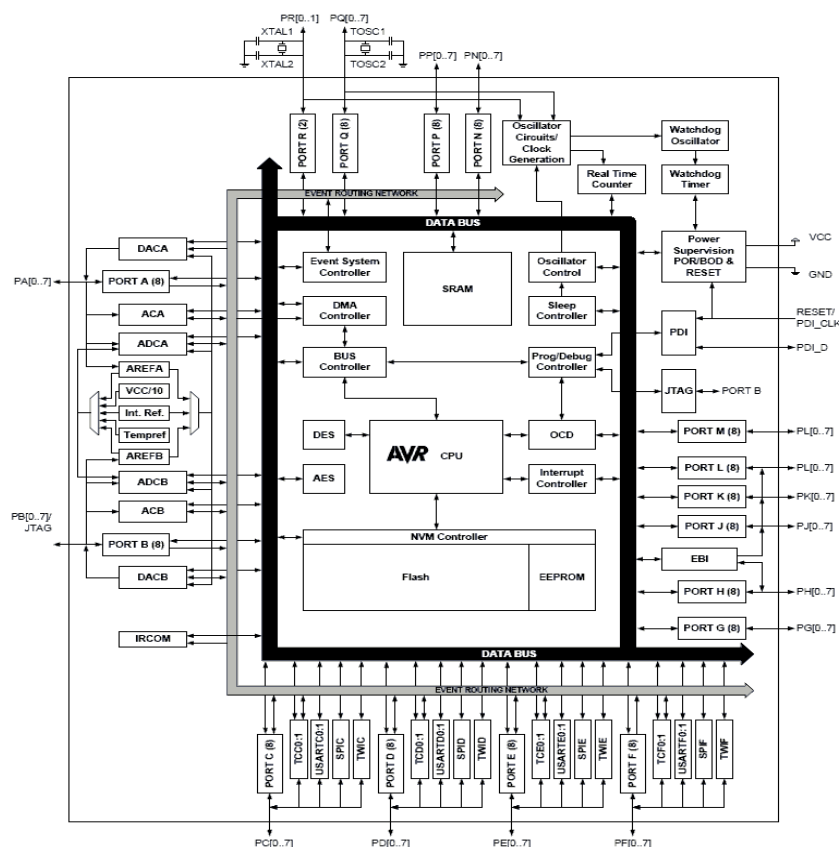 PR[0..1]
PQ[0..7]
XTAL1
TOSC1
XTAL2
TOSC2
PP[0..7]
PN[0..7]
PORT R (2)
PORT Q (8)
PORT P (8)
PORT N (8)
Oscillator
Circuits/
Clock
Generation
Watchdog
Oscillator
Real Time
Counter
Watchdog
Timer
EVENT ROUTING NETWORK
DATA BUS
Power
Supervision
POR/BOD &
RESET
VCC
GND
RESET/
PDI_CLK
PDI_D
PDI
JTAG
PORT B
Event System
Controller
Oscillator
Control
SRAM
DMA
Controller
Sleep
Controller
BUS
Controller
Prog/Debug
Controller
DES
AVR
CPU
OCD
AES
Interrupt
Controller
NVM Controller
Flash
EEPROM
DACA
PA[0..7]
PORT A (8)
ACA
ADCA
AREFA
VCC/10
Int. Ref.
Tempref
AREFB
ADCB
ACB
PB[0..7]/
JTAG
PORT B (8)
DACB
IRCOM
PORT M (8)
PL[0..7]
PORT L (8)
PL[0..7]
PORT K (8)
PK[0..7]
PORT J (8)
PJ[0..7]
EBI
PORT H (8)
PH[0..7]
PORT G (8)
PG[0..7]
DATA BUS
EVENT ROUTING NETWORK
PORT C (8)
TCC0:1
USARTC0:1
SPIC
TWIC
PORT D (8)
TCD0:1
USARTD0:1
SPID
TWID
PORT E (8)
TCE0:1
USARTE0:1
SPIE
TWIE
PORT F (8)
TCF0:1
USARTF0:1
SPIF
TWIF
PC[0..7]
PD[0..7]
PE[0..7]
PF[0..7]